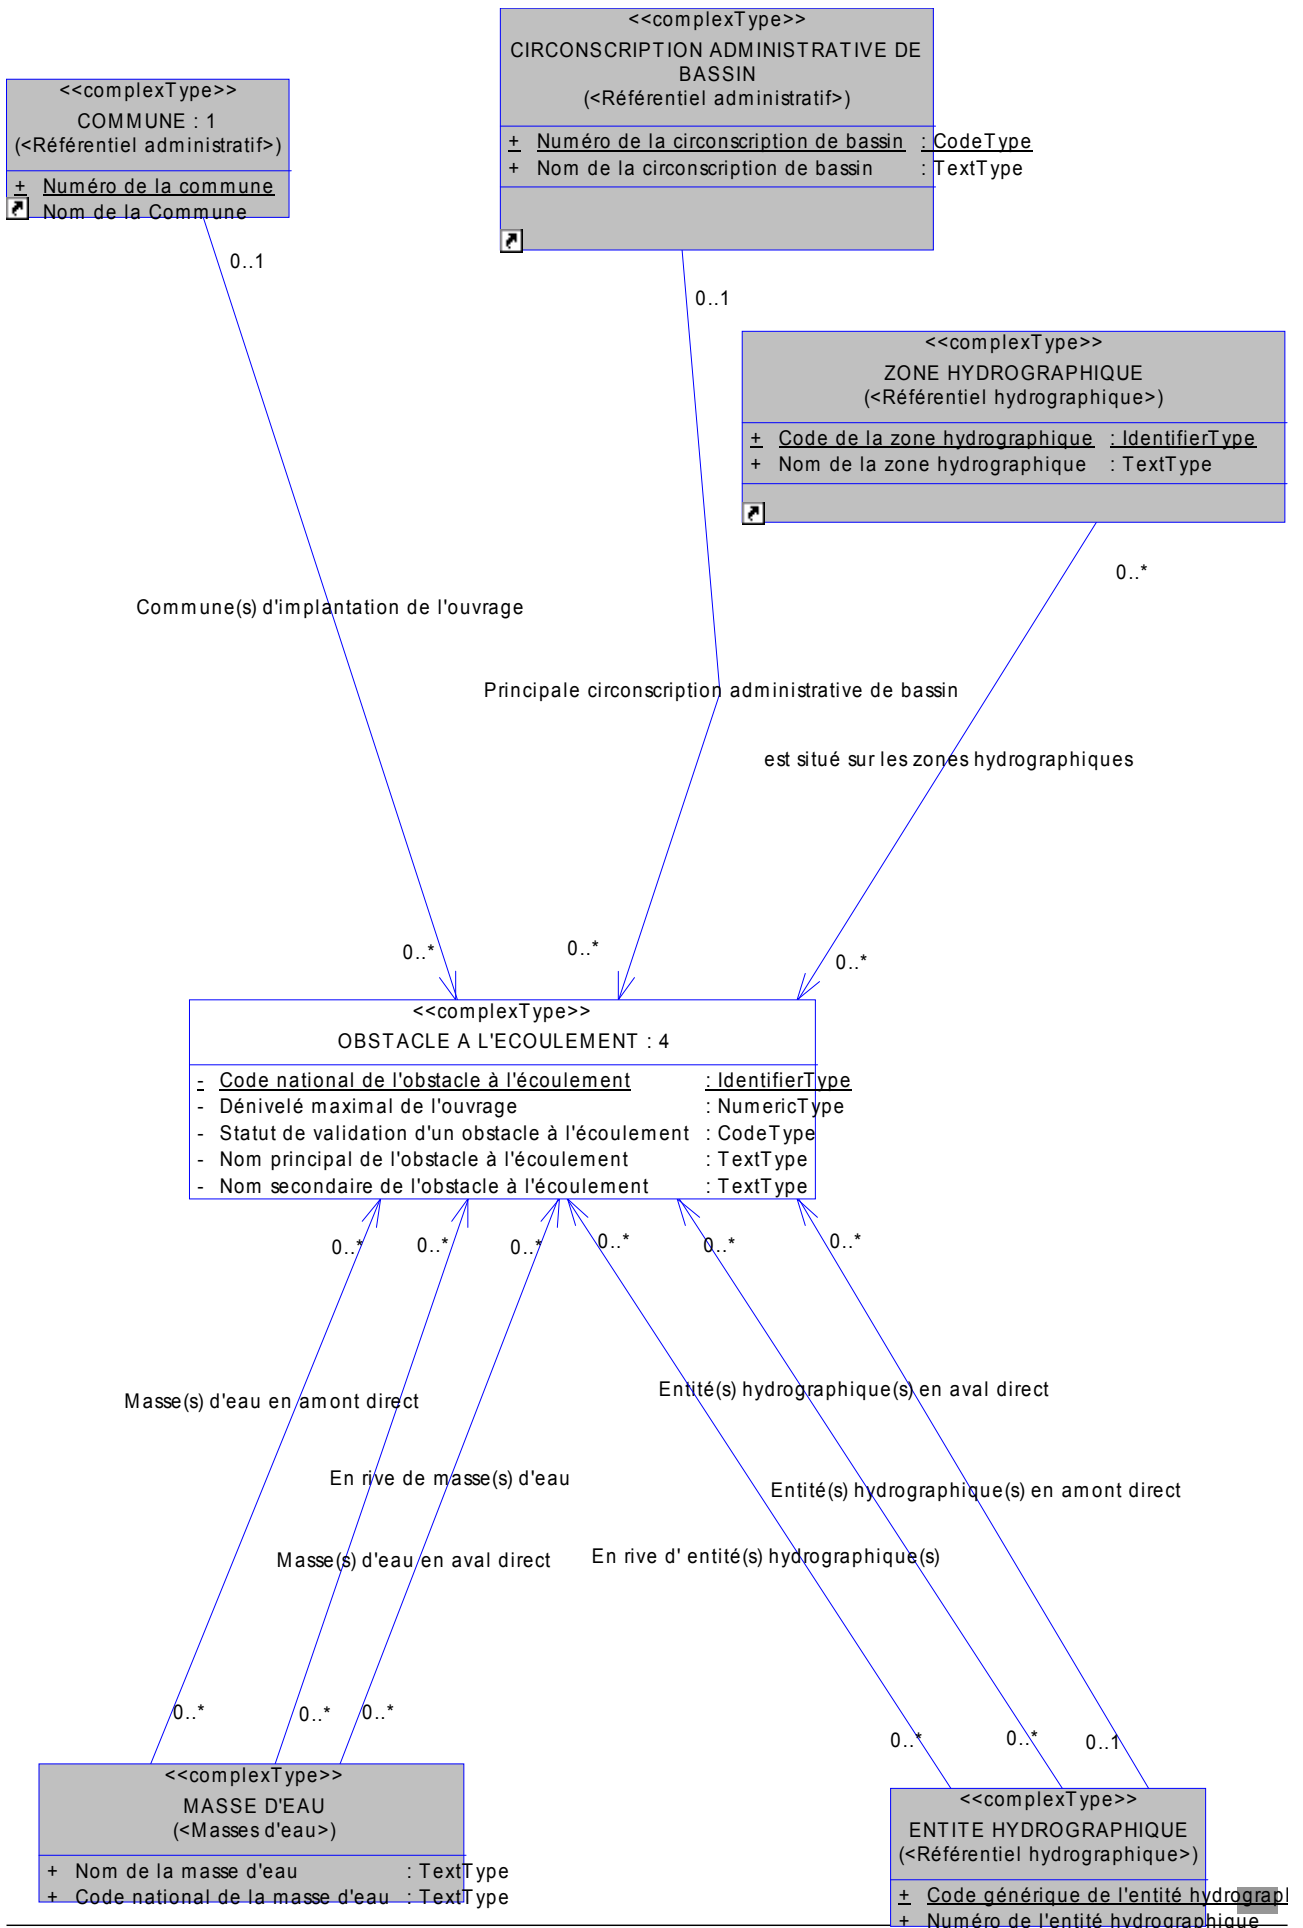 <<complexType>>
CIRCONSCRIPTION ADMINISTRATIVE DE
BASSIN
(<Référentiel administratif>)
+ Numéro de la circonscription de bassin : CodeType
+ Nom de la circonscription de bassin : TextType
<<complexType>>
COMMUNE : 1
(<Référentiel administratif>)
+ Numéro de la commune
Nom de la Commune
0..1
0..1
<<complexType>>
ZONE HYDROGRAPHIQUE
(<Référentiel hydrographique>)
+ Code de la zone hydrographique : IdentifierType
+ Nom de la zone hydrographique : TextType
0..*
Commune(s) d'implantation de l'ouvrage
Principale circonscription administrative de bassin
est situé sur les zones hydrographiques
0..*
0..*
0..*
<<complexType>>
OBSTACLE A L'ECOULEMENT : 4
- Code national de l'obstacle à l'écoulement : IdentifierType
- Dénivelé maximal de l'ouvrage : NumericType
- Statut de validation d'un obstacle à l'écoulement : CodeType
- Nom principal de l'obstacle à l'écoulement : TextType
- Nom secondaire de l'obstacle à l'écoulement : TextType
0..*
0..*
0..*
0..*
0..*
0..*
Masse(s) d'eau en amont direct
Entité(s) hydrographique(s) en aval direct
En rive de masse(s) d'eau
Entité(s) hydrographique(s) en amont direct
Masse(s) d'eau en aval direct
En rive d' entité(s) hydrographique(s)
0..*
0..*
0..*
0..*
0..*
0..1
<<complexType>>
MASSE D'EAU
(<Masses d'eau>)
+ Nom de la masse d'eau : TextType
+ Code national de la masse d'eau : TextType
<<complexType>>
ENTITE HYDROGRAPHIQUE
(<Référentiel hydrographique>)
+ Code générique de l'entité
+ Numéro de l'entité hydrographique